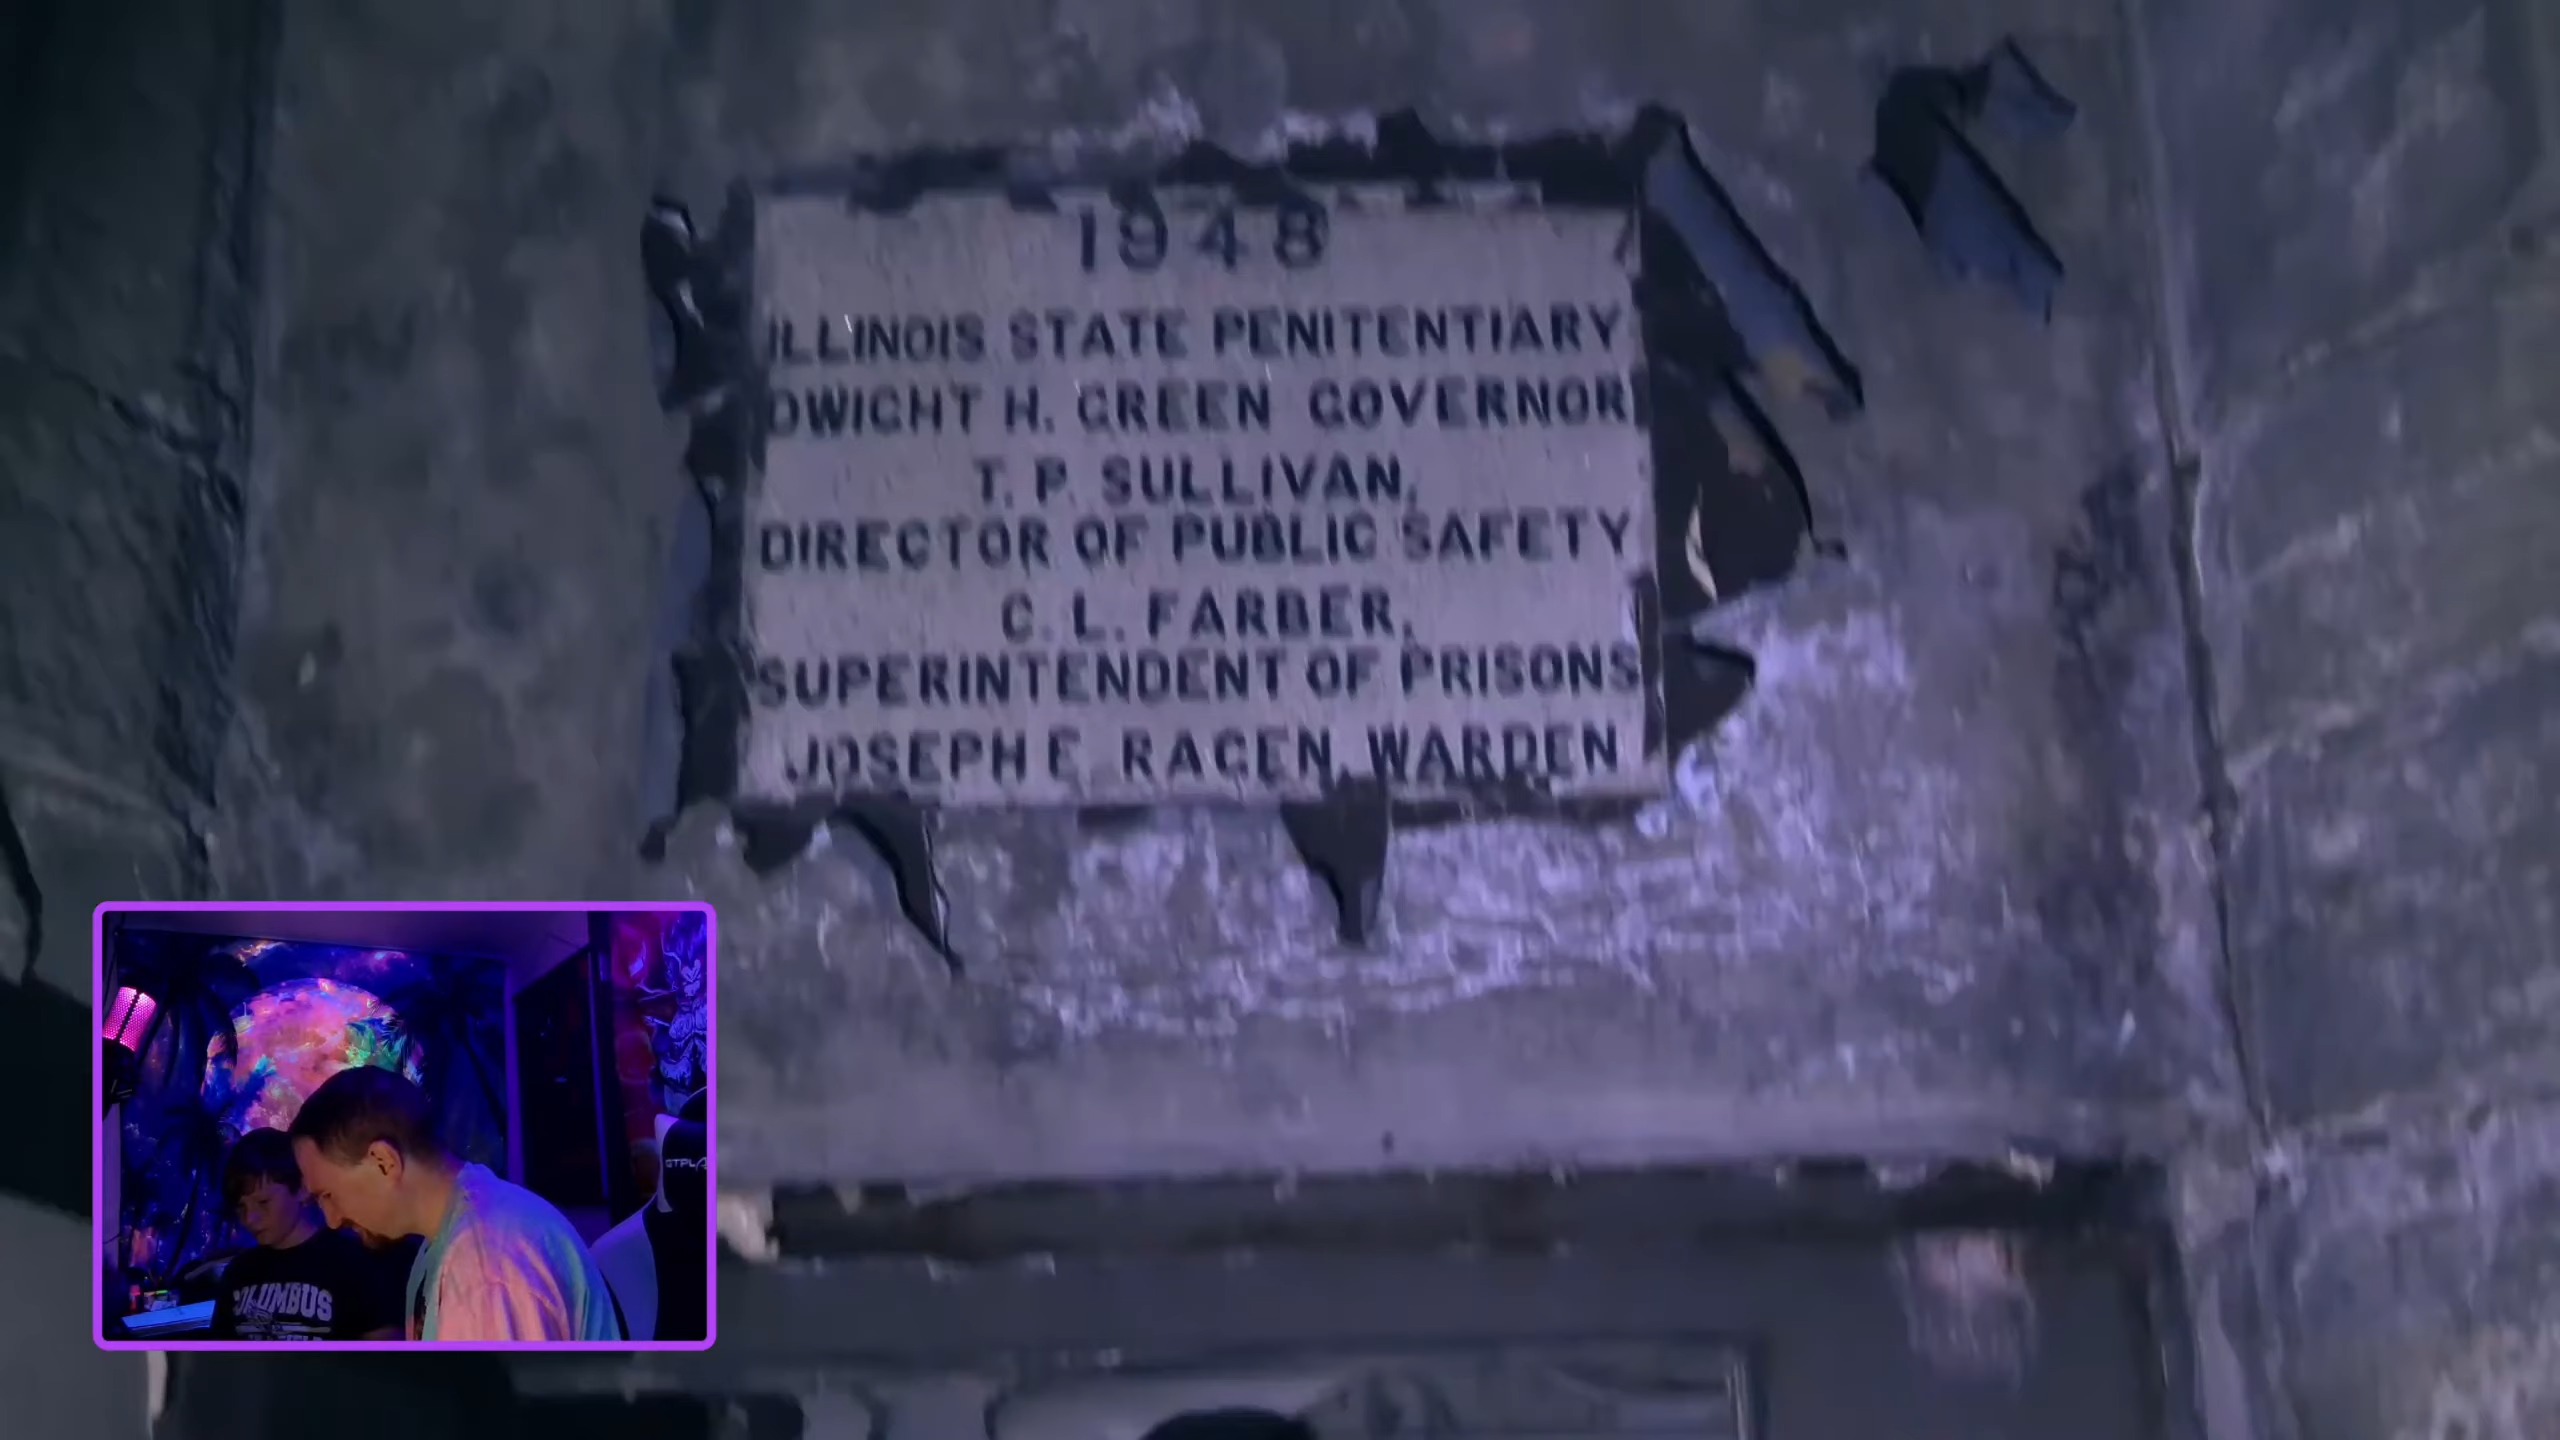 1948
ILLINOIS STATE PENITENTIARY
DWIGHT H. GREEN GOVERNOR
T. P. SULLIVAN,
DIRECTOR OF PUBLIC SAFETY
C. L. FARBER,
SUPERINTENDENT OF PRISONS
JOSEPH E. RAGEN, WARDEN
COLUMBUS